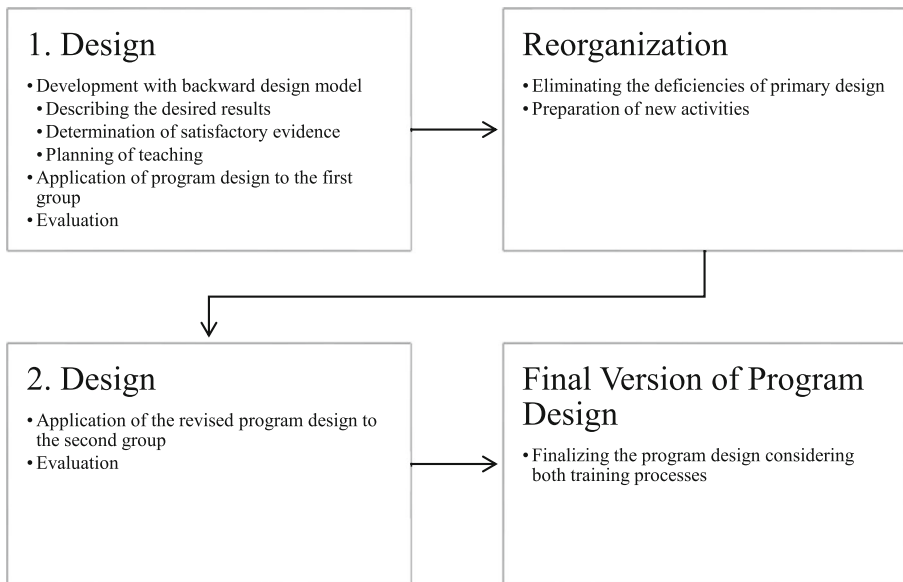 1. Design
• Development with backward design model
• Describing the desired results
• Determination of satisfactory evidence
• Planning of teaching
• Application of program design to the first
group
• Evaluation
Reorganization
• Eliminating the deficiencies of primary design
• Preparation of new activities
2. Design
• Application of the revised program design to
the second group
• Evaluation
Final Version of Program
Design
• Finalizing the program design considering
both training processes